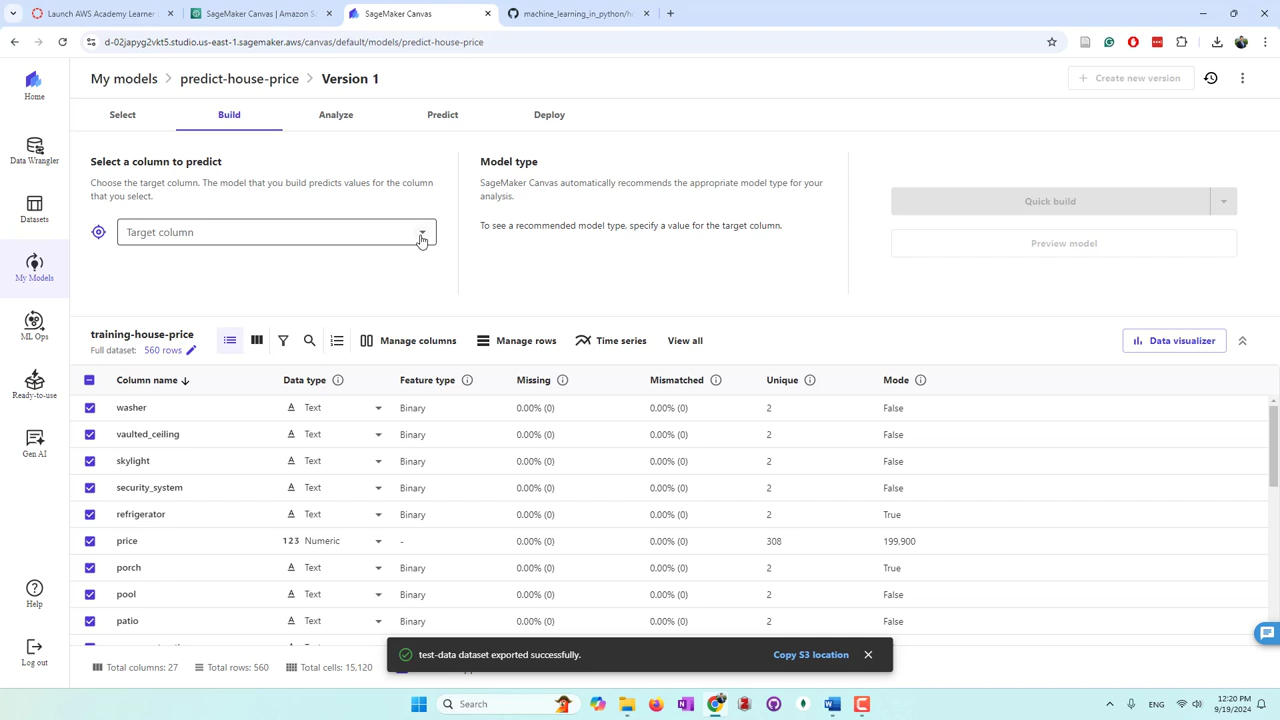 Launch AWS Academy Learner
SageMaker Canvas | Amazon S
SageMaker Canvas
machine_learning_in_python/h
d-02japyg2vkt5.studio.us-east-1.sagemaker.aws/canvas/default/models/predict-house-price
Home
Data Wrangler
Datasets
My Models
ML Ops
Ready-to-use
Gen AI
Help
Log out
My models > predict-house-price > Version 1
+ Create new version
Select Build Analyze Predict Deploy
Select a column to predict
Choose the target column. The model that you build predicts values for the column
that you select.
Target column
Model type
SageMaker Canvas automatically recommends the appropriate model type for your
analysis.
To see a recommended model type, specify a value for the target column.
Quick build
Preview model
training-house-price
Full dataset: 560 rows
Manage columns Manage rows Time series View all
Data visualizer
Column name Data type Feature type Missing Mismatched Unique Mode
washer Text Binary 0.00% (0) 0.00% (0) 2 False
vaulted_ceiling Text Binary 0.00% (0) 0.00% (0) 2 False
skylight Text Binary 0.00% (0) 0.00% (0) 2 False
security_system Text Binary 0.00% (0) 0.00% (0) 2 False
refrigerator Text Binary 0.00% (0) 0.00% (0) 2 True
price 123 Numeric - 0.00% (0) 0.00% (0) 308 199,900
porch Text Binary 0.00% (0) 0.00% (0) 2 True
pool Text Binary 0.00% (0) 0.00% (0) 2 False
patio Text Binary 0.00% (0) 0.00% (0) 2 False
test-data dataset exported successfully. Copy S3 location
Total columns: 27 Total rows: 560 Total cells: 15,120
Search
ENG
12:20 PM
9/19/2024